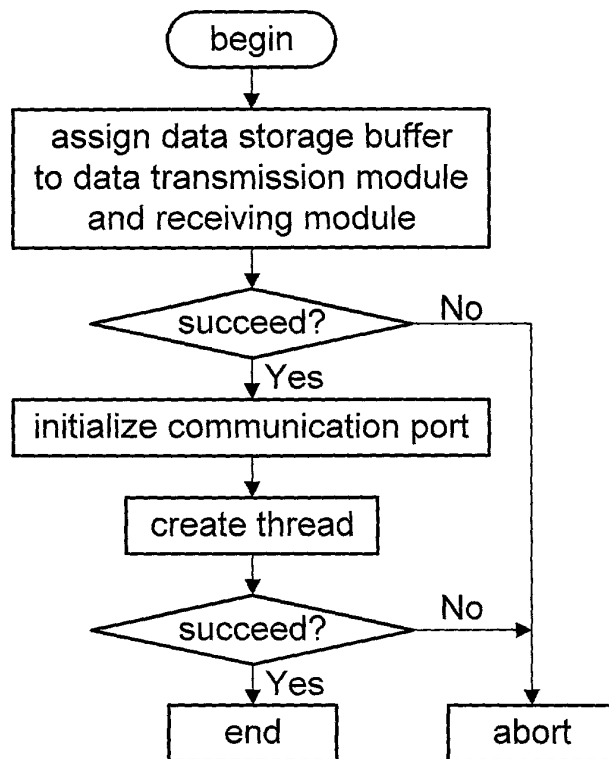 begin
assign data storage buffer
to data transmission module
and receiving module
succeed?
No
Yes
initialize communication port
create thread
succeed?
No
Yes
end
abort